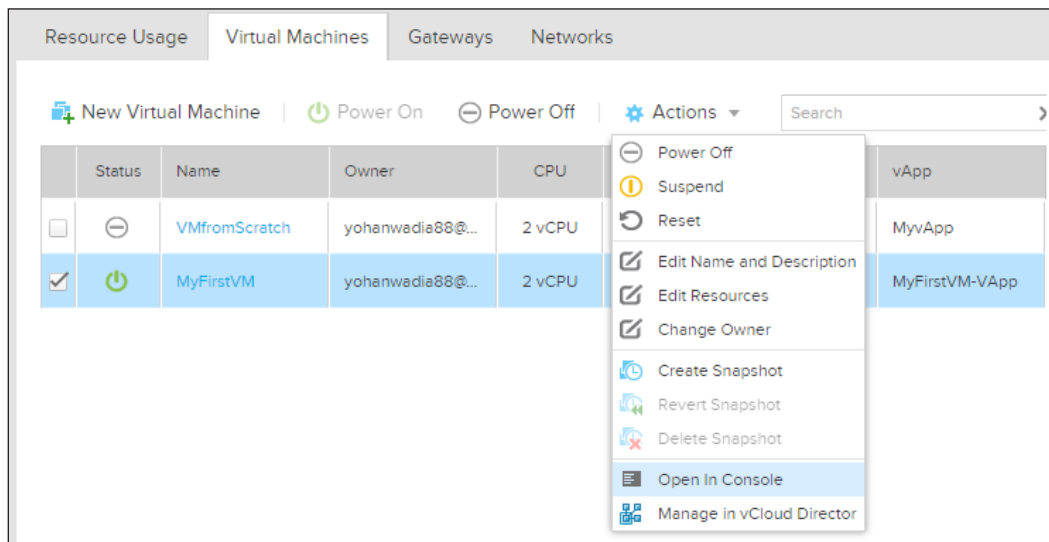 Resource Usage Virtual Machines Gateways Networks
New Virtual Machine Power On Power Off Actions Search
Status Name Owner CPU vApp
VMfromScratch yohanwadia88@... 2 vCPU MyvApp
MyFirstVM yohanwadia88@... 2 vCPU MyFirstVM-VApp
Power Off
Suspend
Reset
Edit Name and Description
Edit Resources
Change Owner
Create Snapshot
Revert Snapshot
Delete Snapshot
Open In Console
Manage in vCloud Director